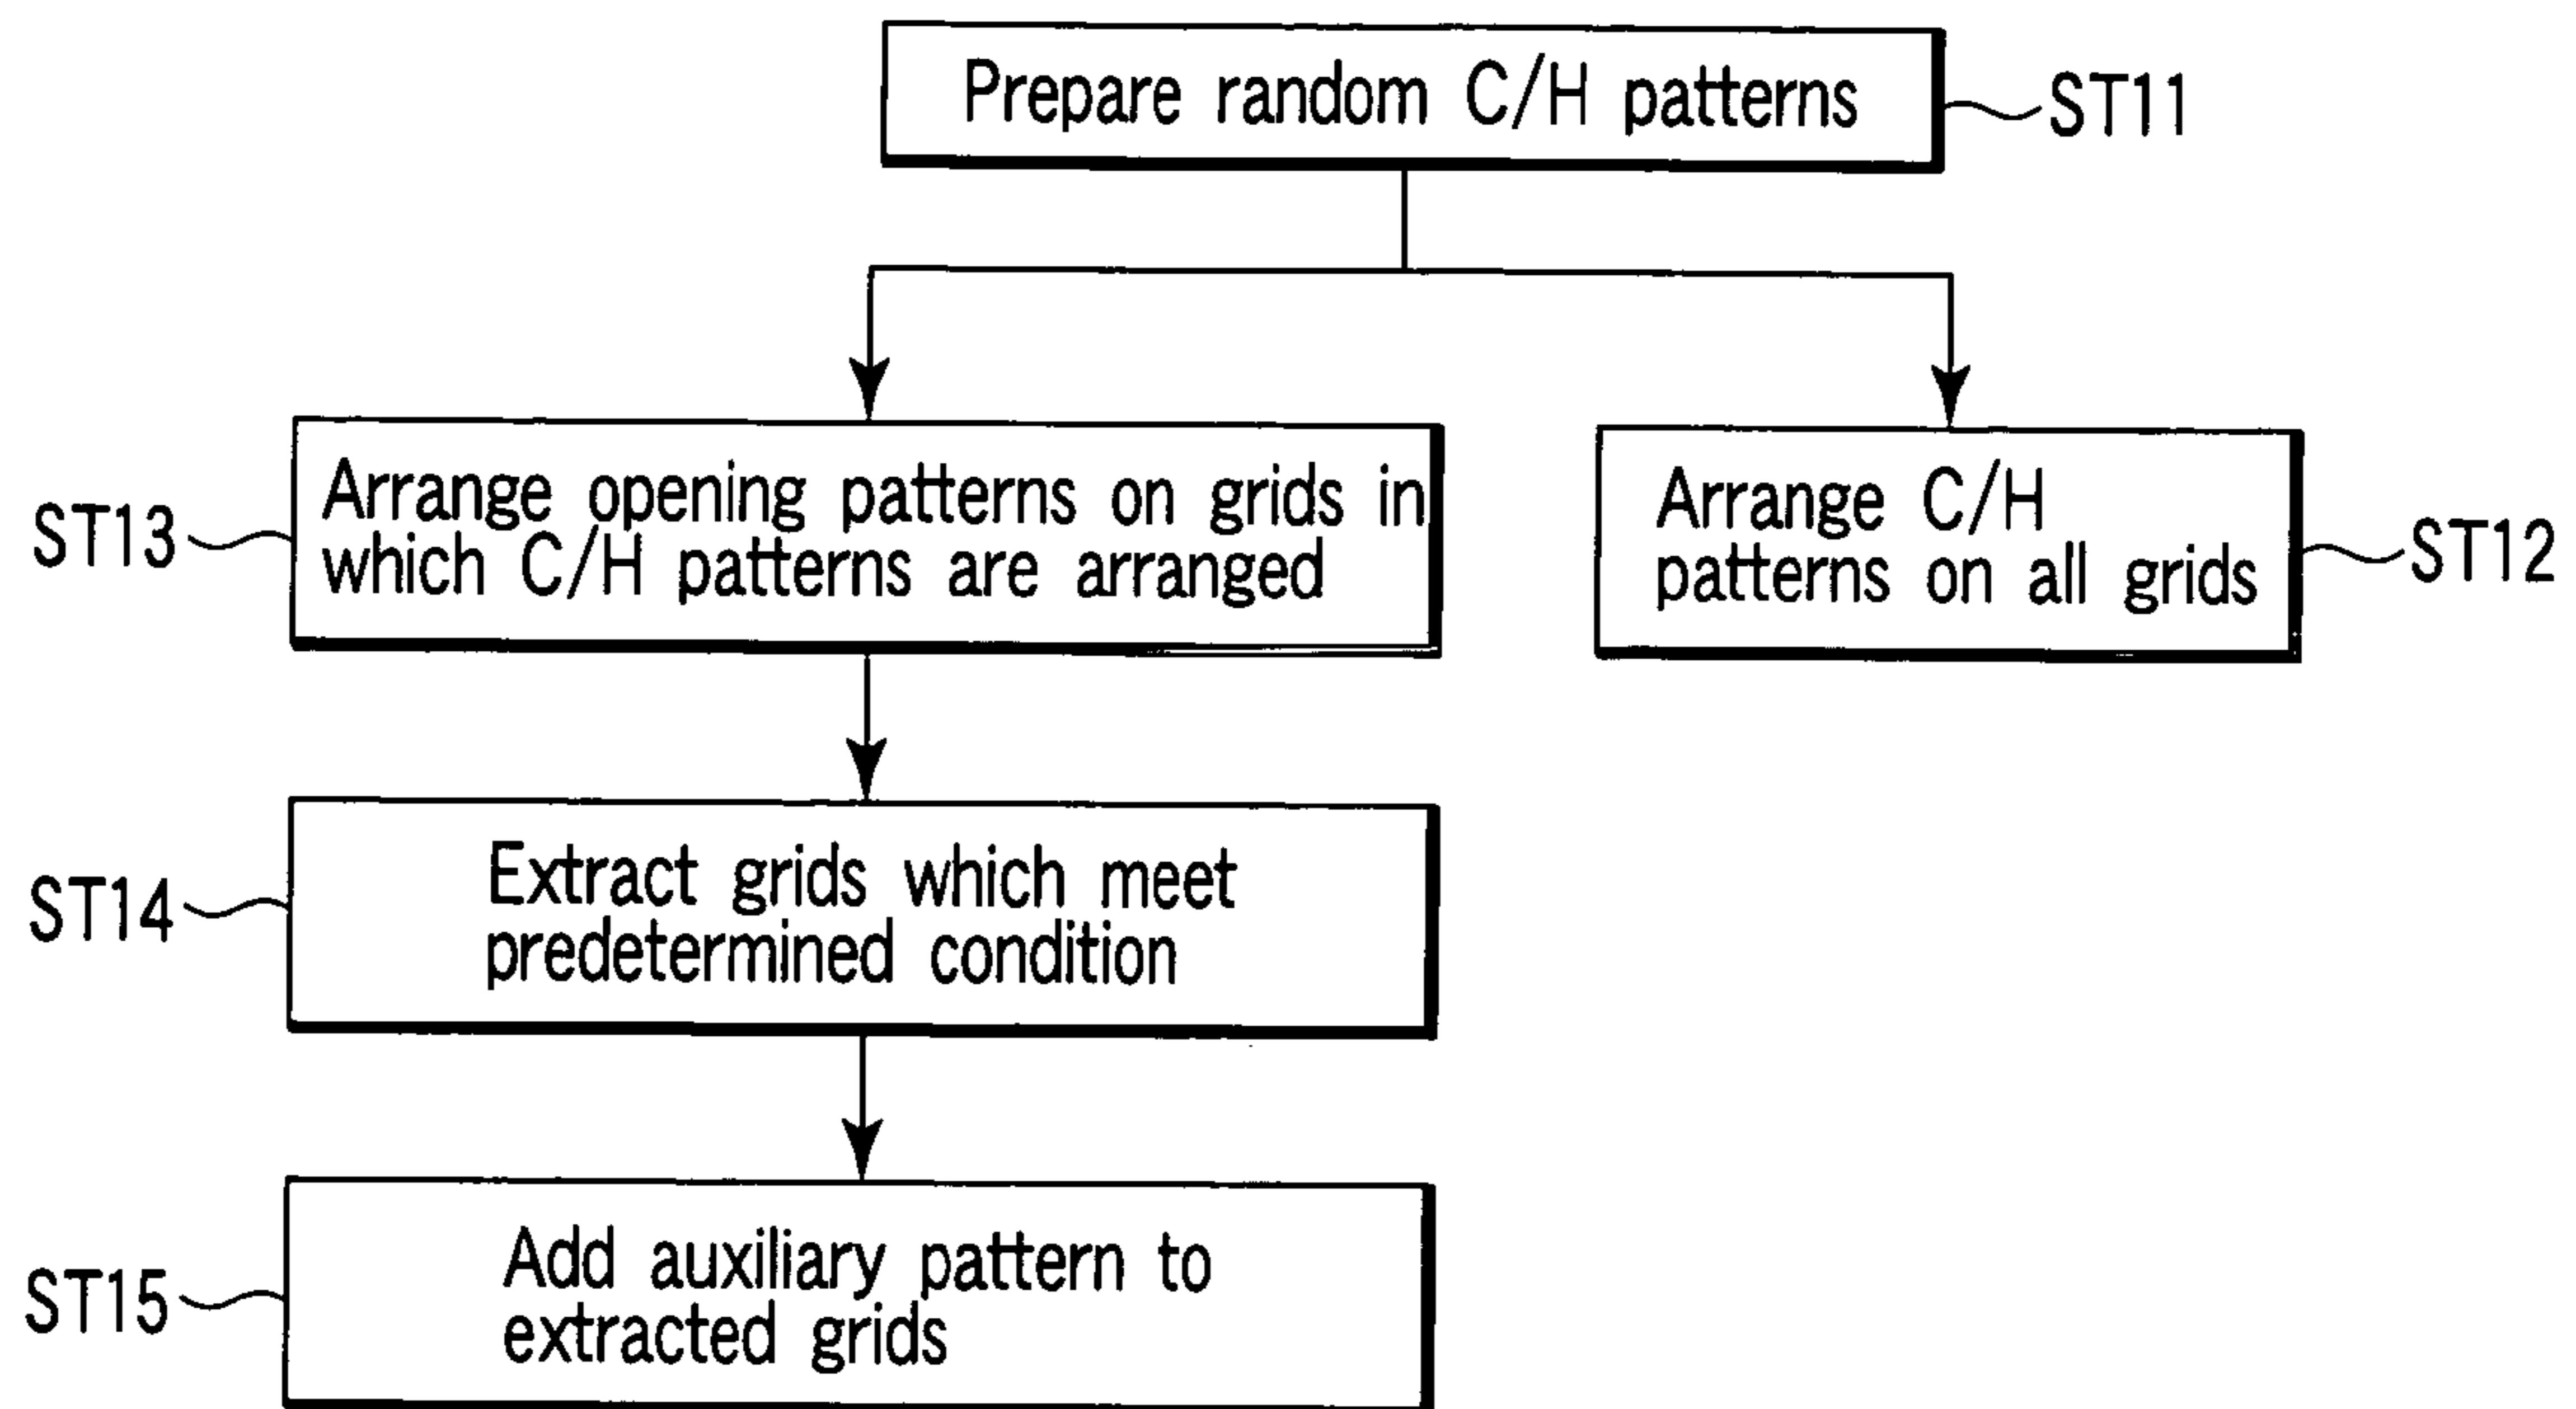 Prepare random C/H patterns
ST11
Arrange opening patterns on grids in
which C/H patterns are arranged
ST13
Arrange C/H
patterns on all grids
ST12
Extract grids which meet
predetermined condition
ST14
Add auxiliary pattern to
extracted grids
ST15